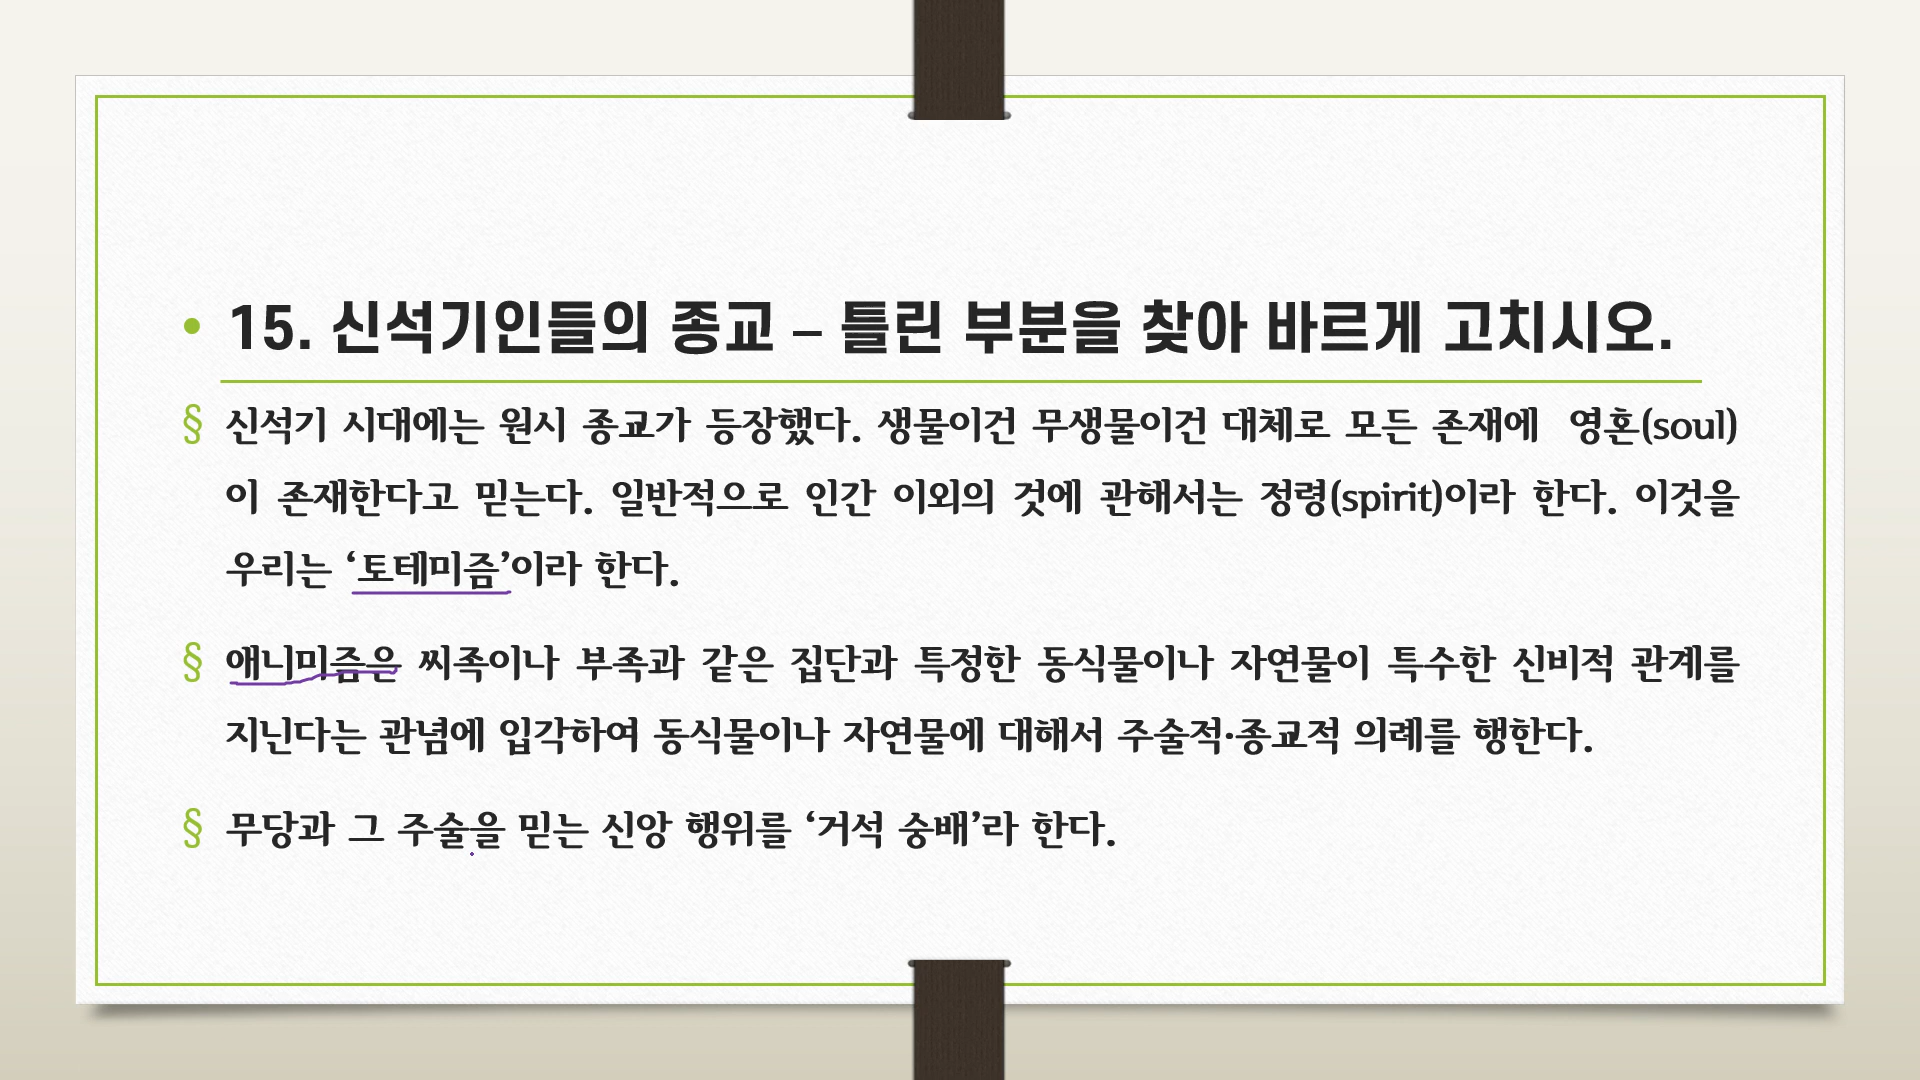 • 15. 신석기인들의 종교 – 틀린 부분을 찾아 바르게 고치시오.
§ 신석기 시대에는 원시 종교가 등장했다. 생물이건 무생물이건 대체로 모든 존재에 영혼(soul)
이 존재한다고 믿는다. 일반적으로 인간 이외의 것에 관해서는 정령(spirit)이라 한다. 이것을
우리는 ‘토테미즘’이라 한다.
§ 애니미즘은 씨족이나 부족과 같은 집단과 특정한 동식물이나 자연물이 특수한 신비적 관계를
지닌다는 관념에 입각하여 동식물이나 자연물에 대해서 주술적·종교적 의례를 행한다.
§ 무당과 그 주술을 믿는 신앙 행위를 ‘거석 숭배’라 한다.